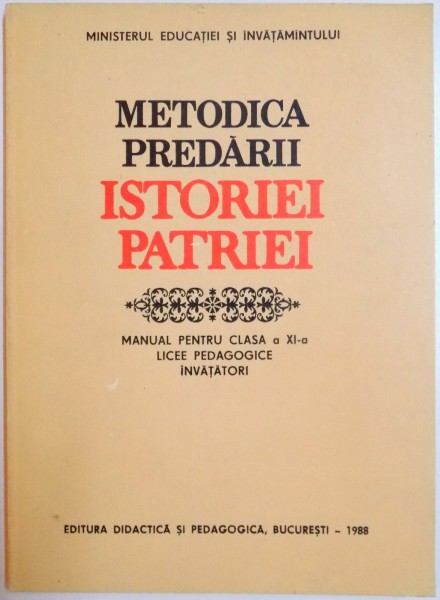 MINISTERUL EDUCAȚIEI ȘI ÎNVĂȚĂMÎNTULUI
METODICA
PREDĂRII
ISTORIEI
PATRIEI
MANUAL PENTRU CLASA a XI-a
LICEE PEDAGOGICE
ÎNVĂȚĂTORI
EDITURA DIDACTICĂ ȘI PEDAGOGICĂ, BUCUREȘTI – 1988